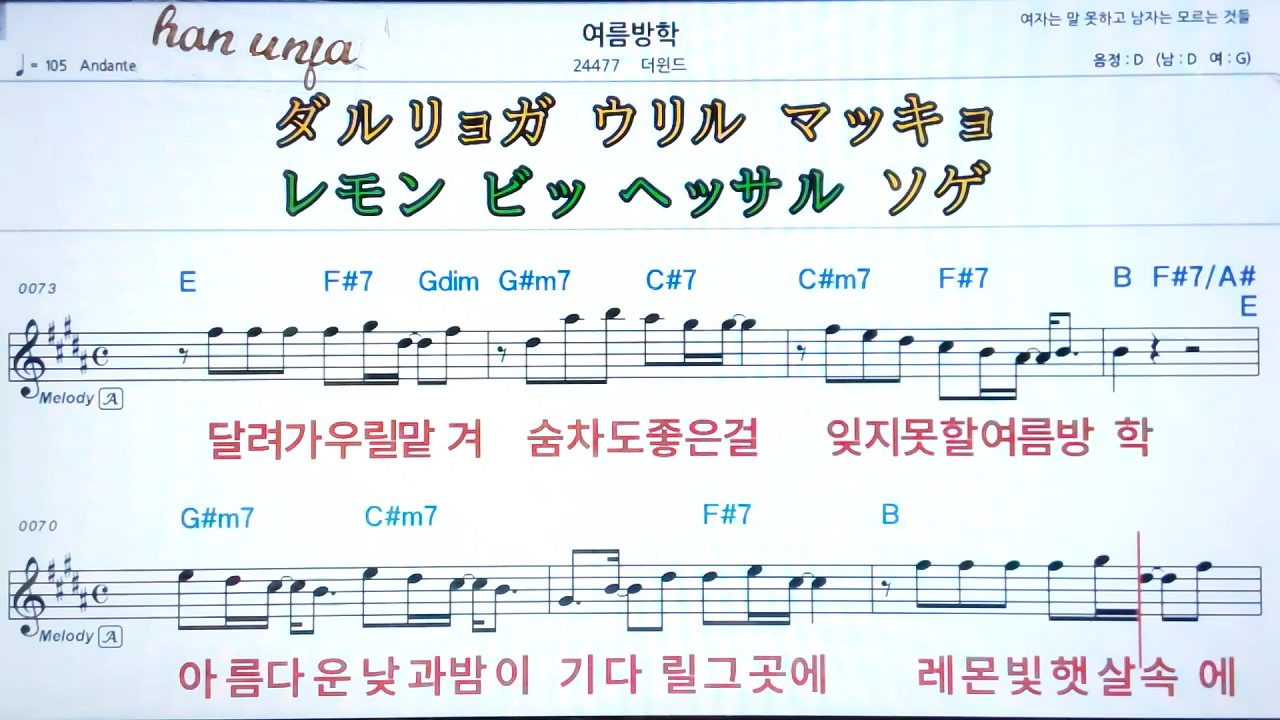 han unfa
여름방학
여자는 말 못하고 남자는 모르는 것들
♩= 105 Andante
24477 더윈드
음정 : D (남 : D 여 : G)
ダルリョガ ウリル マッキョ
レモン ビッ ヘッサル ソゲ
0073
E F#7 Gdim G#m7 C#7 C#m7 F#7 B F#7/A#
E
Melody A
달려가우릴맡 겨 숨차도좋은걸 잊지못할여름방 학
0070
G#m7 C#m7 F#7 B
Melody A
아 름다 운 낮 과밤 이 기 다 릴그 곳에 레 몬 빛 햇 살 속 에